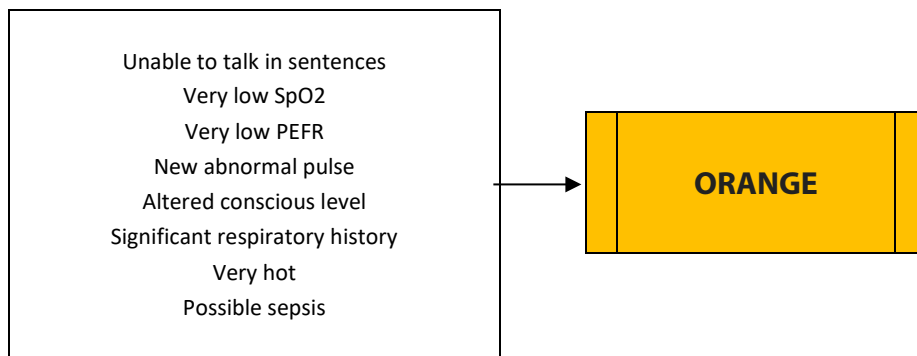 Unable to talk in sentences
Very low SpO2
Very low PEFR
New abnormal pulse
Altered conscious level
Significant respiratory history
Very hot
Possible sepsis
ORANGE